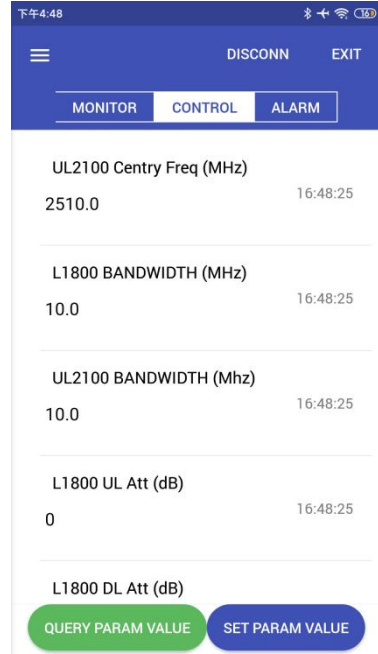 下午4:48
16
DISCONN EXIT
MONITOR CONTROL ALARM
UL2100 Centry Freq (MHz)
2510.0 16:48:25
L1800 BANDWIDTH (MHz)
10.0 16:48:25
UL2100 BANDWIDTH (Mhz)
10.0 16:48:25
L1800 UL Att (dB)
0 16:48:25
L1800 DL Att (dB)
QUERY PARAM VALUE SET PARAM VALUE